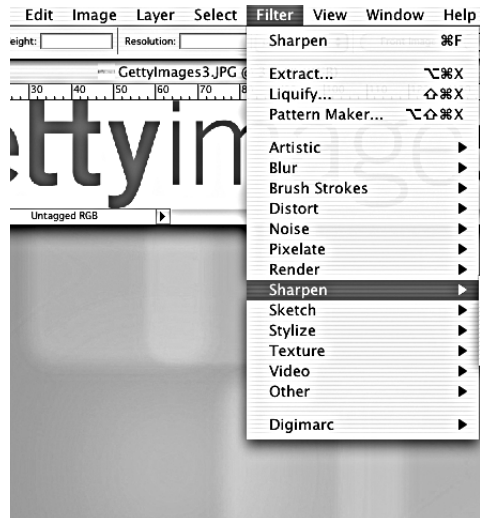 Edit Image Layer Select Filter View Window Help
eight: Resolution:
Sharpen ⌘F
GettyImages3.JPG @
30 40 50 60 70 8
Extract... ⌥⌘X
Liquify... ⇧⌘X
Pattern Maker... ⌥⇧⌘X
ettyimage
Artistic
Blur
Brush Strokes
Distort
Untagged RGB
Noise
Pixelate
Render
Sharpen
Sketch
Stylize
Texture
Video
Other
Digimarc